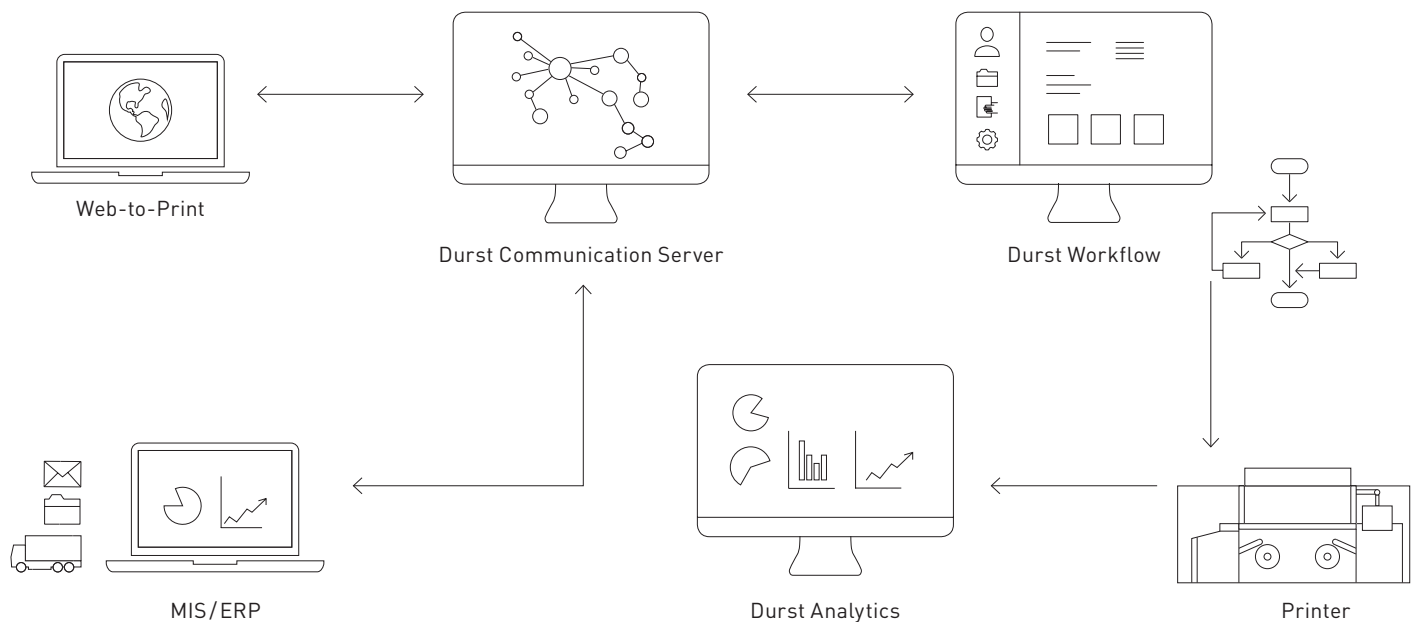 Web-to-Print
Durst Communication Server
Durst Workflow
MIS/ERP
Durst Analytics
Printer